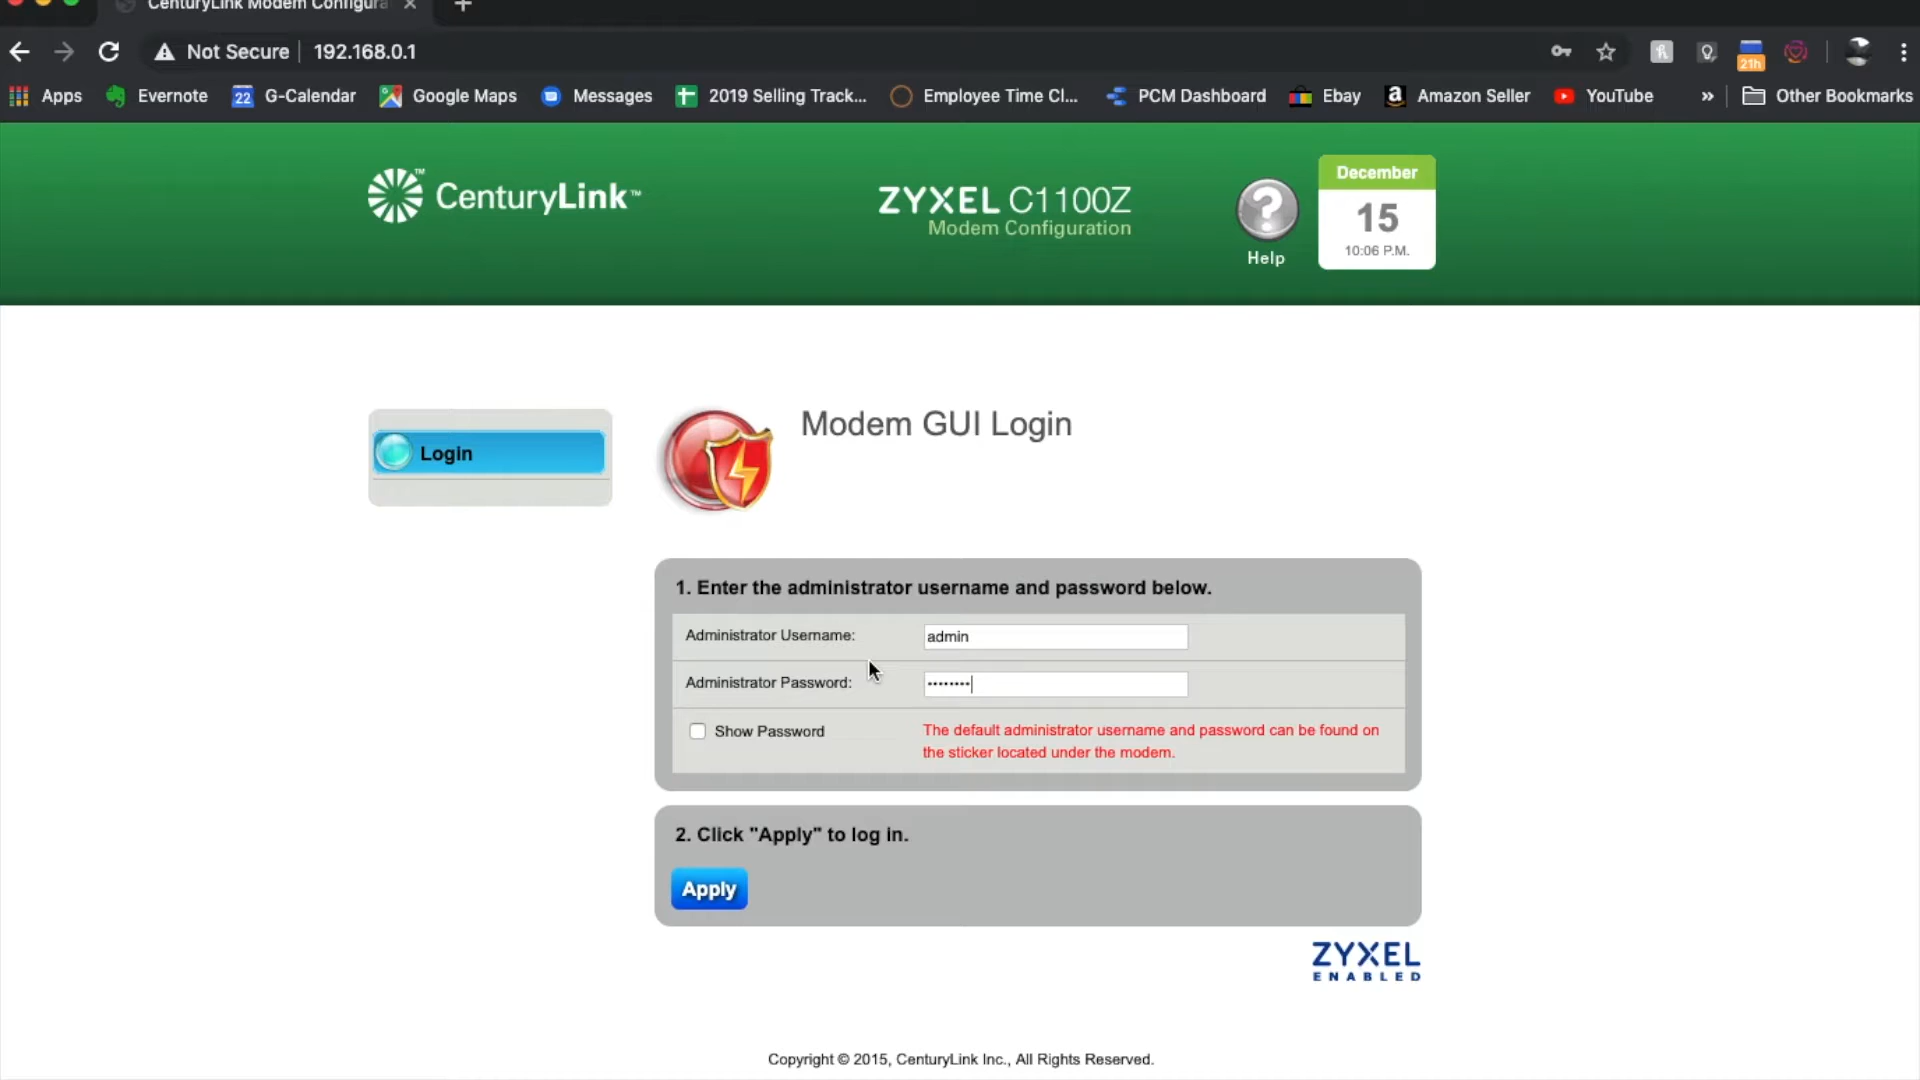 CenturyLink Modem Configura
Not Secure 192.168.0.1
21h
Apps Evernote 22 G-Calendar Google Maps Messages 2019 Selling Track... Employee Time Cl... PCM Dashboard Ebay a Amazon Seller YouTube » Other Bookmarks
CenturyLink™
ZYXEL C1100Z
Modem Configuration
?
Help
December
15
10:06 P.M.
Login
Modem GUI Login
1. Enter the administrator username and password below.
Administrator Username: admin
Administrator Password: ••••••••
Show Password
The default administrator username and password can be found on
the sticker located under the modem.
2. Click "Apply" to log in.
Apply
ZYXEL
ENABLED
Copyright © 2015, CenturyLink Inc., All Rights Reserved.